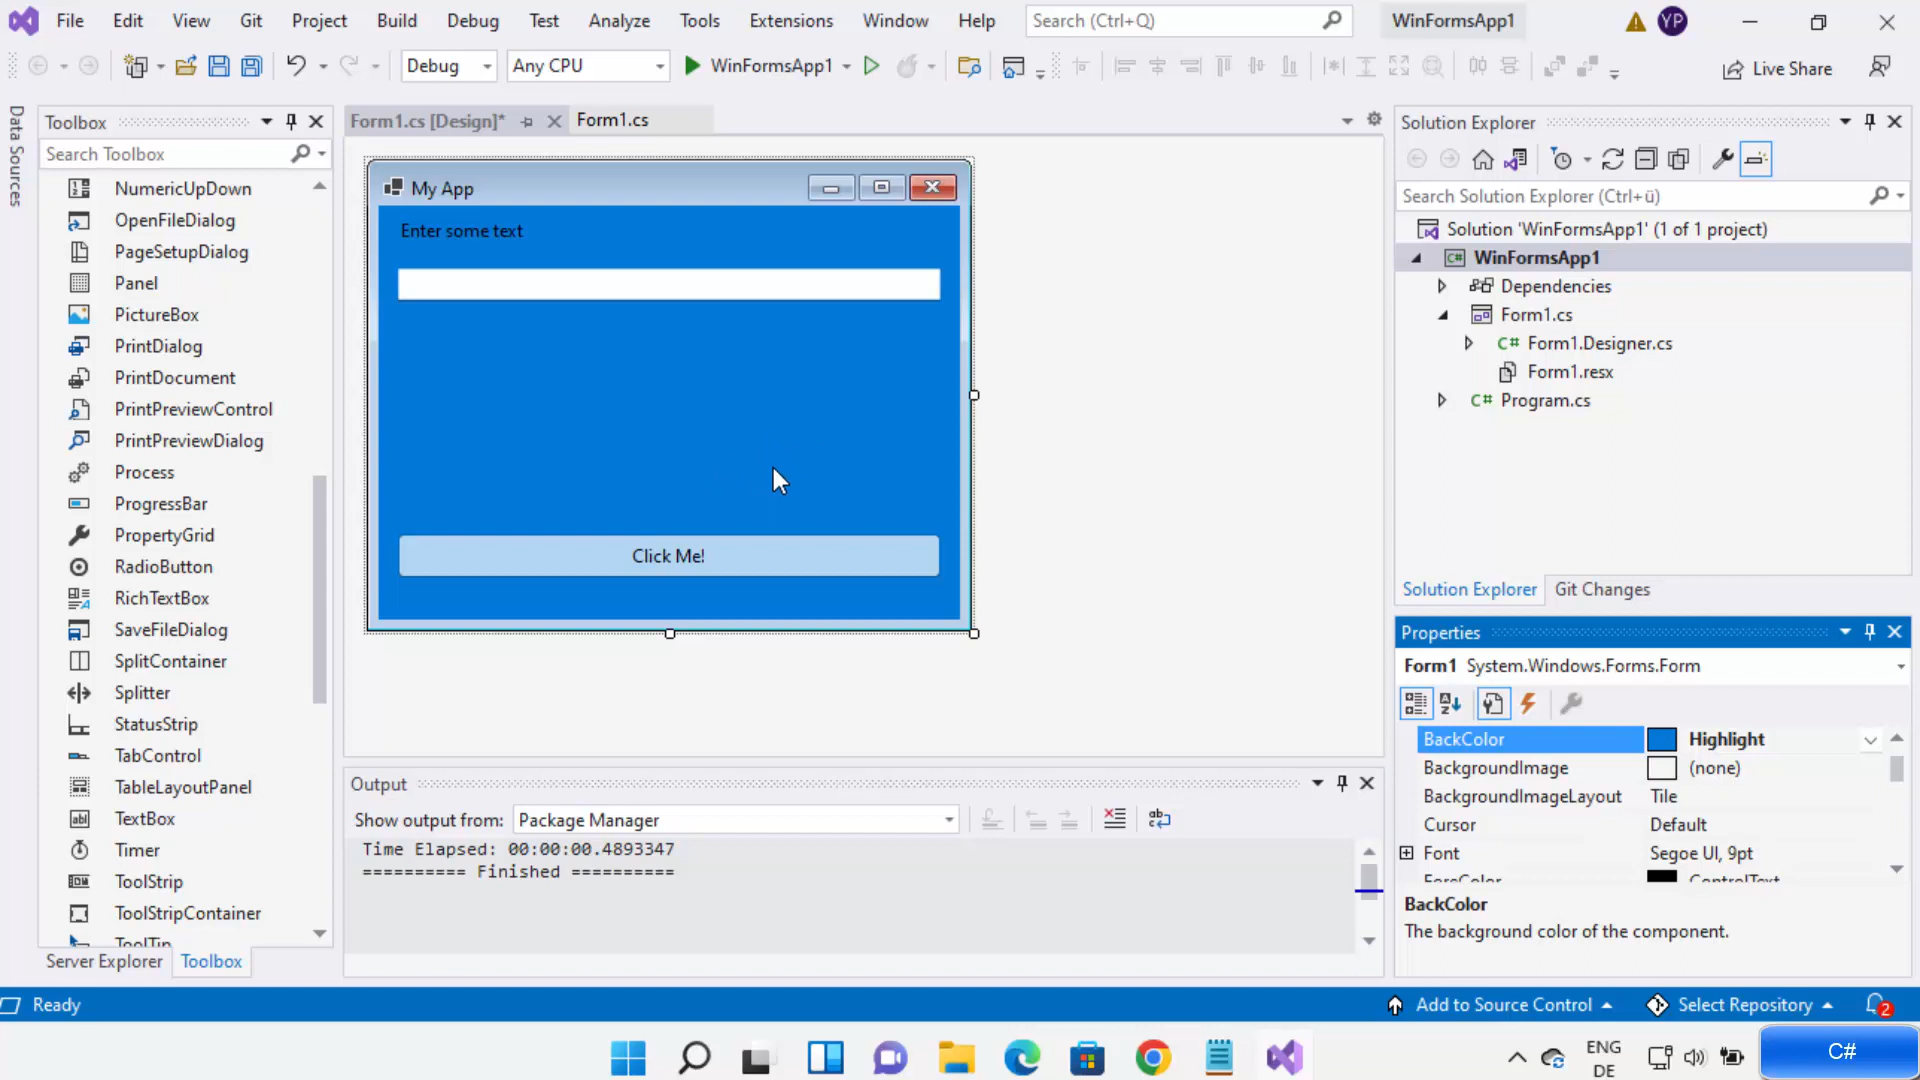 File Edit View Git Project Build Debug Test Analyze Tools Extensions Window Help Search (Ctrl+Q) WinFormsApp1 YP
Debug Any CPU WinFormsApp1 Live Share
Data Sources
Toolbox
Search Toolbox
NumericUpDown
OpenFileDialog
PageSetupDialog
Panel
PictureBox
PrintDialog
PrintDocument
PrintPreviewControl
PrintPreviewDialog
Process
ProgressBar
PropertyGrid
RadioButton
RichTextBox
SaveFileDialog
SplitContainer
Splitter
StatusStrip
TabControl
TableLayoutPanel
TextBox
Timer
ToolStrip
ToolStripContainer
ToolTip
Server Explorer Toolbox
Form1.cs [Design]* Form1.cs
My App
Enter some text
Click Me!
Output
Show output from: Package Manager
Time Elapsed: 00:00:00.4893347
========== Finished ==========
Solution Explorer
Search Solution Explorer (Ctrl+ü)
Solution 'WinFormsApp1' (1 of 1 project)
C# WinFormsApp1
Dependencies
Form1.cs
C# Form1.Designer.cs
Form1.resx
C# Program.cs
Solution Explorer Git Changes
Properties
Form1 System.Windows.Forms.Form
BackColor Highlight
BackgroundImage (none)
BackgroundImageLayout Tile
Cursor Default
Font Segoe UI, 9pt
ForeColor ControlText
BackColor
The background color of the component.
Ready Add to Source Control Select Repository 2
ENG
DE
C#